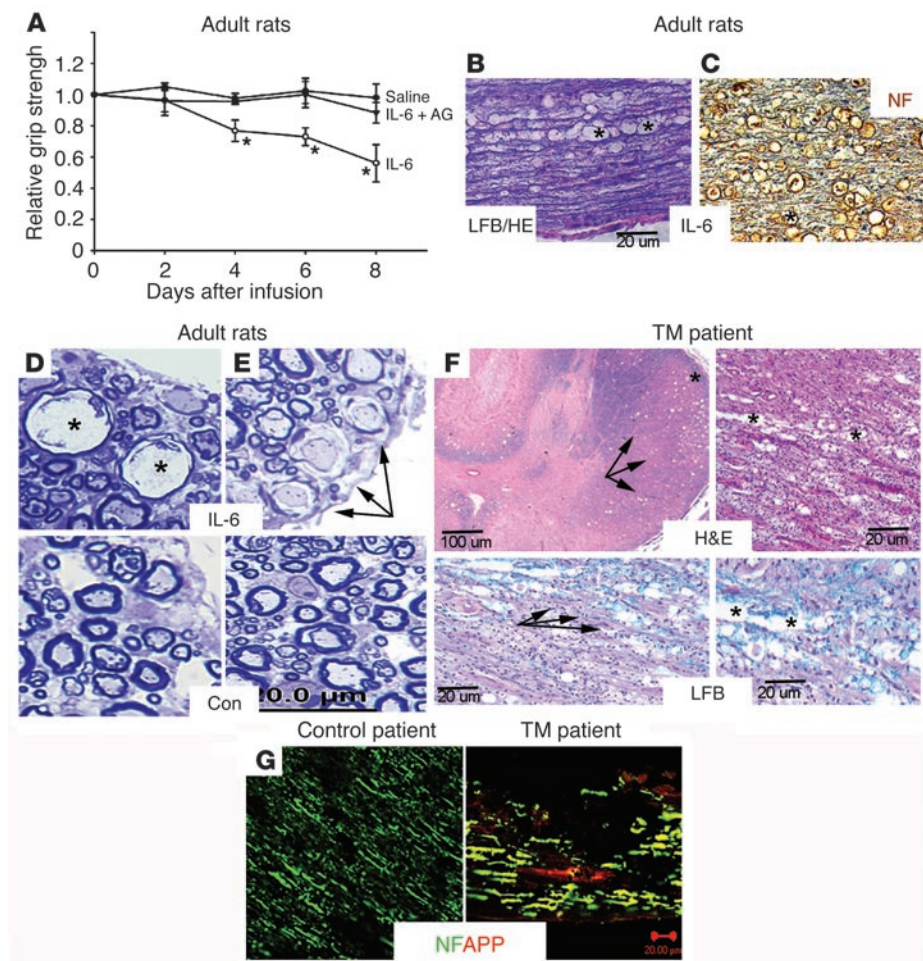 A
Adult rats
Relative grip strengh
1.2
1.0
0.8
0.6
0.4
0.2
0
0
2
4
6
8
Days after infusion
Saline
IL-6 + AG
IL-6
*
*
*
Adult rats
B
C
NF
*
*
*
LFB/HE
20 um
IL-6
Adult rats
D
E
*
*
IL-6
Con
20.0 µm
TM patient
F
*
*
*
100 um
H&E
20 um
*
*
20 um
LFB
20 um
Control patient
TM patient
G
NFAPP
20.00 µm